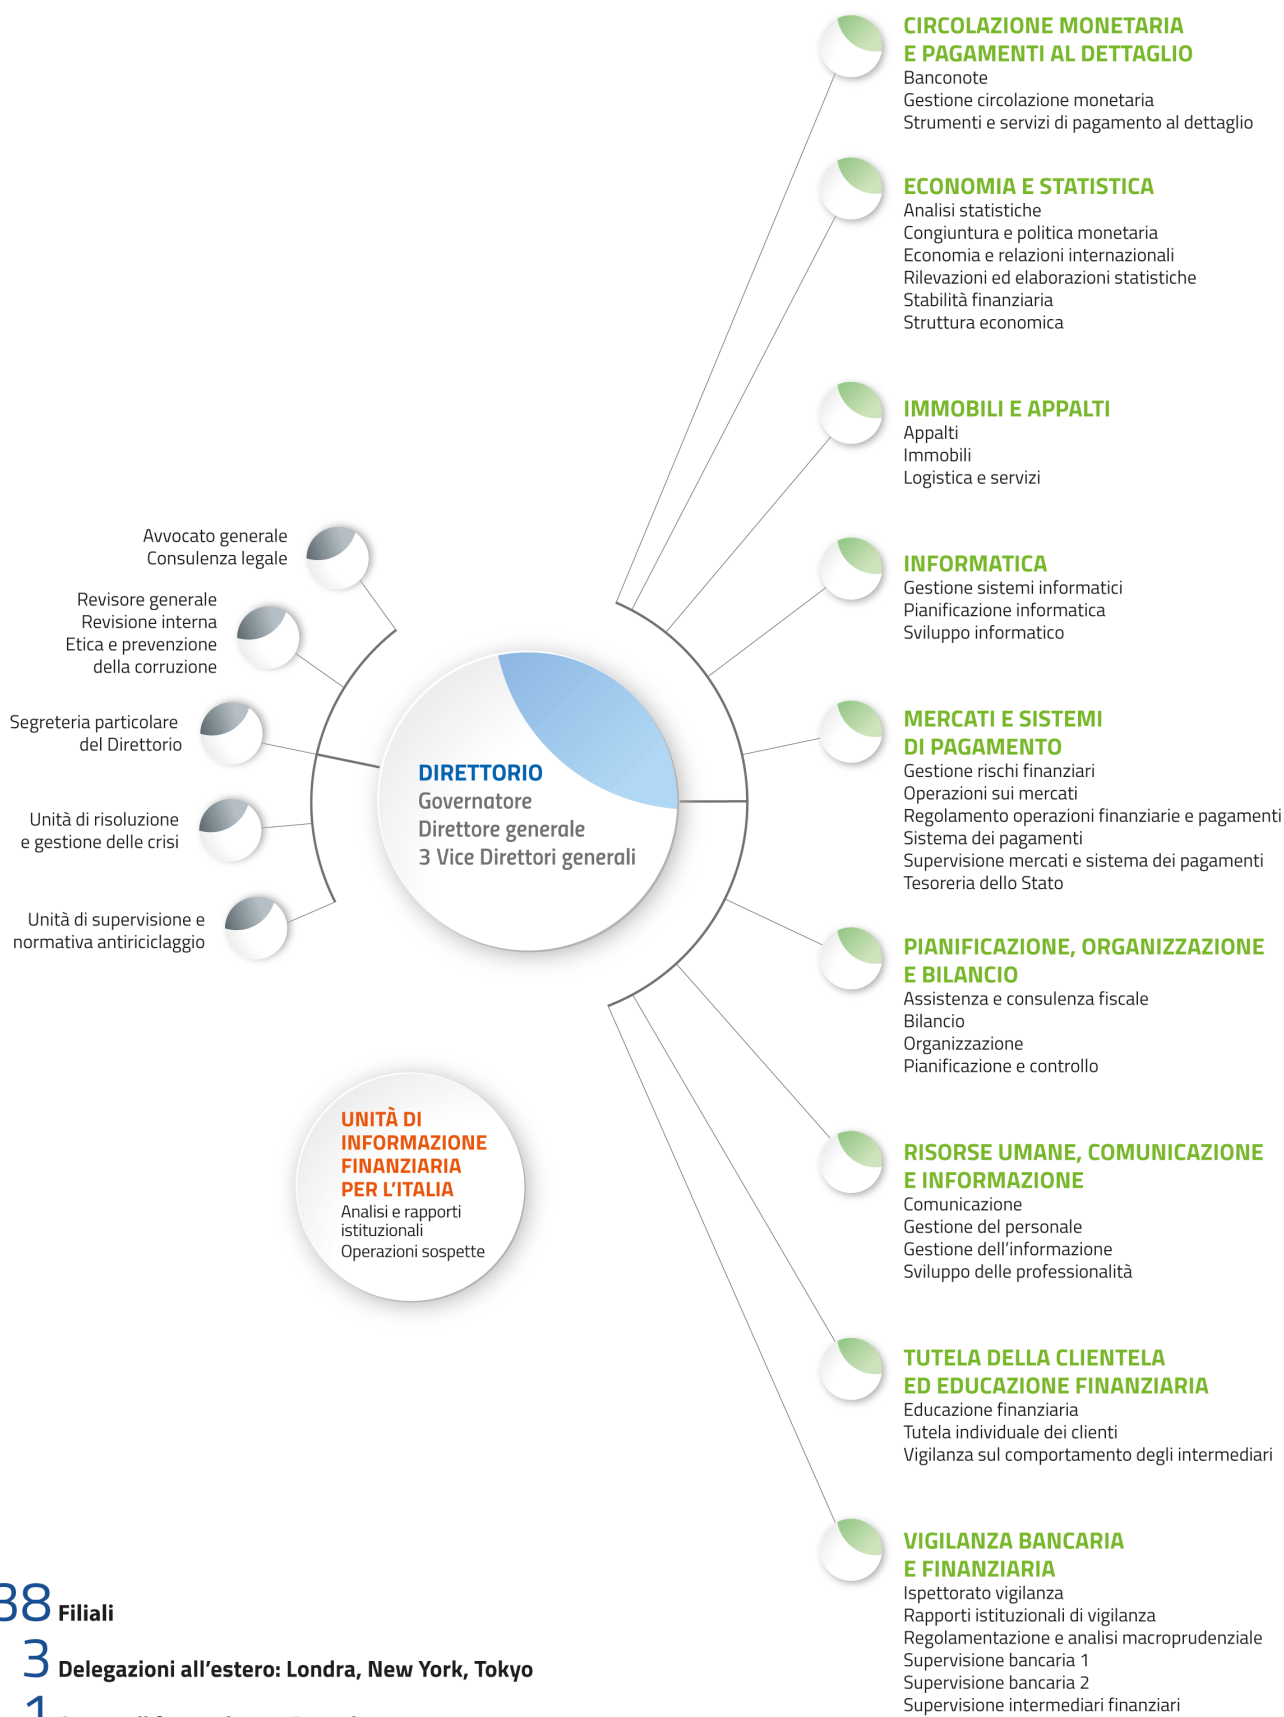 CIRCOLAZIONE MONETARIA
E PAGAMENTI AL DETTAGLIO
Banconote
Gestione circolazione monetaria
Strumenti e servizi di pagamento al dettaglio
ECONOMIA E STATISTICA
Analisi statistiche
Congiuntura e politica monetaria
Economia e relazioni internazionali
Rilevazioni ed elaborazioni statistiche
Stabilità finanziaria
Struttura economica
IMMOBILI E APPALTI
Appalti
Immobili
Logistica e servizi
INFORMATICA
Gestione sistemi informatici
Pianificazione informatica
Sviluppo informatico
MERCATI E SISTEMI
DI PAGAMENTO
Gestione rischi finanziari
Operazioni sui mercati
Regolamento operazioni finanziarie e pagamenti
Sistema dei pagamenti
Supervisione mercati e sistema dei pagamenti
Tesoreria dello Stato
PIANIFICAZIONE, ORGANIZZAZIONE
E BILANCIO
Assistenza e consulenza fiscale
Bilancio
Organizzazione
Pianificazione e controllo
RISORSE UMANE, COMUNICAZIONE
E INFORMAZIONE
Comunicazione
Gestione del personale
Gestione dell'informazione
Sviluppo delle professionalità
TUTELA DELLA CLIENTELA
ED EDUCAZIONE FINANZIARIA
Educazione finanziaria
Tutela individuale dei clienti
Vigilanza sul comportamento degli intermediari
VIGILANZA BANCARIA
E FINANZIARIA
Ispettorato vigilanza
Rapporti istituzionali di vigilanza
Regolamentazione e analisi macroprudenziale
Supervisione bancaria 1
Supervisione bancaria 2
Supervisione intermediari finanziari
Avvocato generale
Consulenza legale
Revisore generale
Revisione interna
Etica e prevenzione
della corruzione
Segreteria particolare
del Direttorio
Unità di risoluzione
e gestione delle crisi
Unità di supervisione e
normativa antiriciclaggio
DIRETTORIO
Governatore
Direttore generale
3 Vice Direttori generali
UNITÀ DI
INFORMAZIONE
FINANZIARIA
PER L'ITALIA
Analisi e rapporti
istituzionali
Operazioni sospette
38 Filiali
3 Delegazioni all'estero: Londra, New York, Tokyo
1